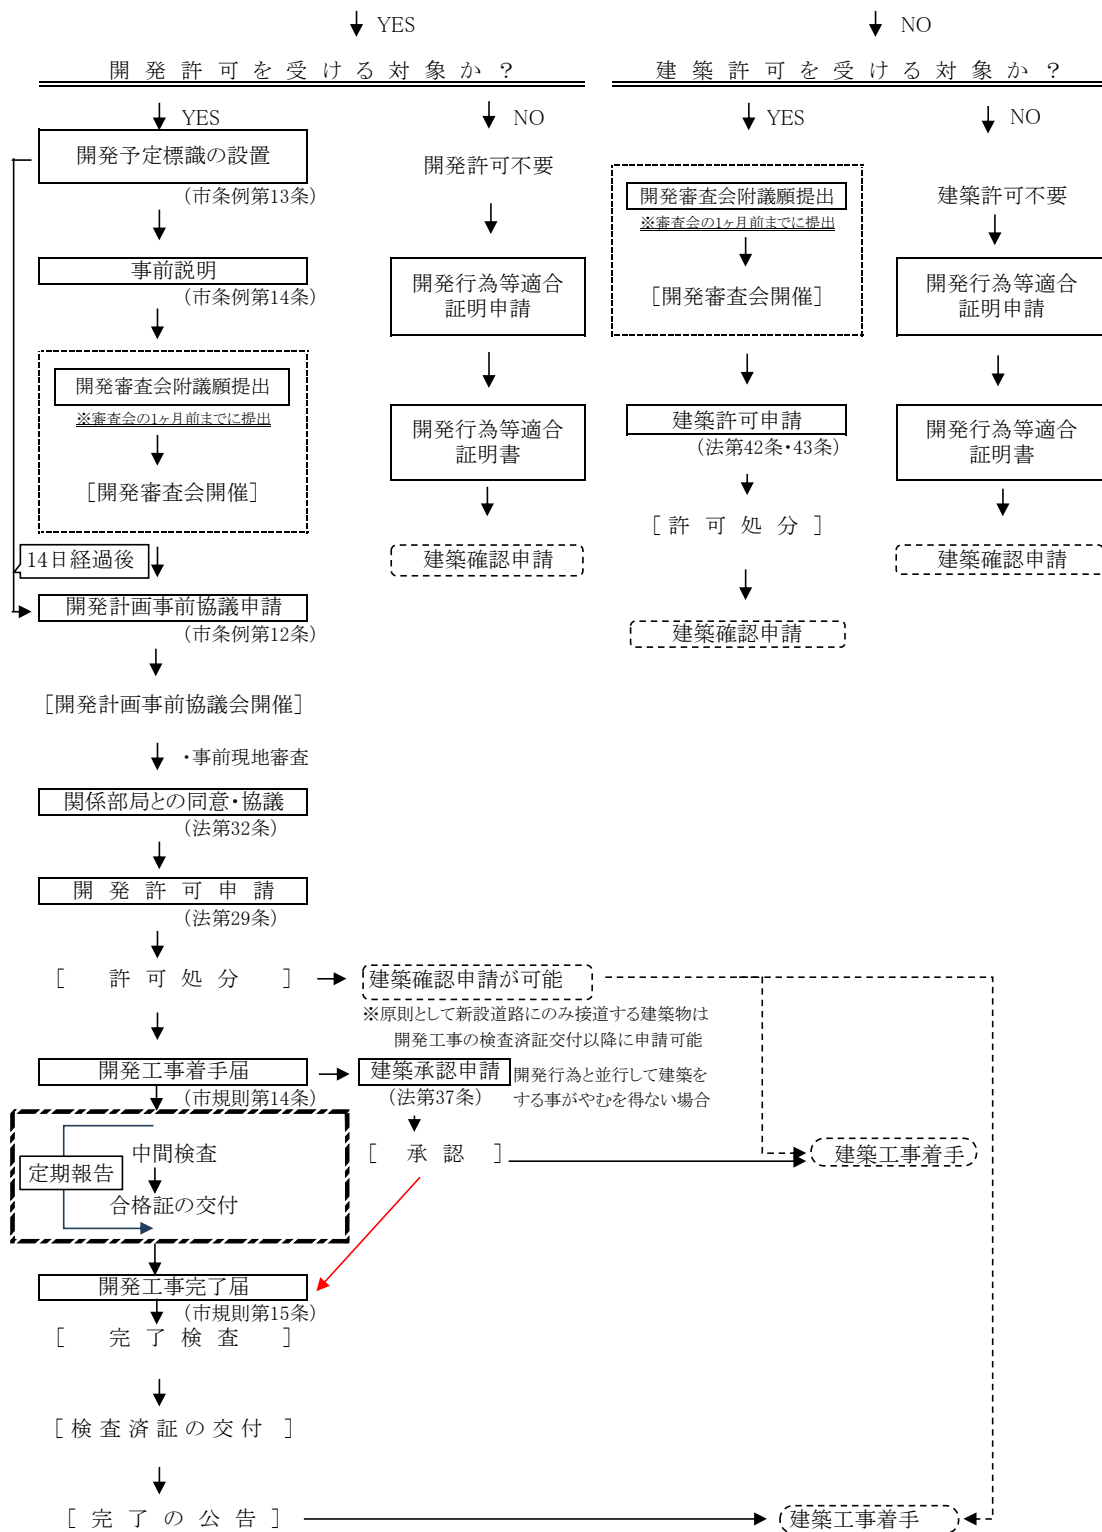 YES
NO
開発許可を受ける対象か？
建築許可を受ける対象か？
YES
NO
YES
NO
開発予定標識の設置
(市条例第13条)
事前説明
(市条例第14条)
開発審査会附議願提出
※審査会の1ヶ月前までに提出
[開発審査会開催]
14日経過後
開発計画事前協議申請
(市条例第12条)
[開発計画事前協議会開催]
・事前現地審査
関係部局との同意・協議
(法第32条)
開発許可申請
(法第29条)
[許可処分]
開発許可不要
開発行為等適合
証明申請
開発行為等適合
証明書
建築確認申請
開発審査会附議願提出
※審査会の1ヶ月前までに提出
[開発審査会開催]
建築許可申請
(法第42条・43条)
[許可処分]
建築確認申請
建築許可不要
開発行為等適合
証明申請
開発行為等適合
証明書
建築確認申請
建築確認申請が可能
※原則として新設道路にのみ接道する建築物は
開発工事の検査済証交付以降に申請可能
開発工事着手届
(市規則第14条)
建築承認申請
(法第37条)
開発行為と並行して建築を
する事がやむを得ない場合
[承認]
建築工事着手
定期報告
中間検査
合格証の交付
開発工事完了届
(市規則第15条)
[完了検査]
[検査済証の交付]
[完了の公告]
建築工事着手